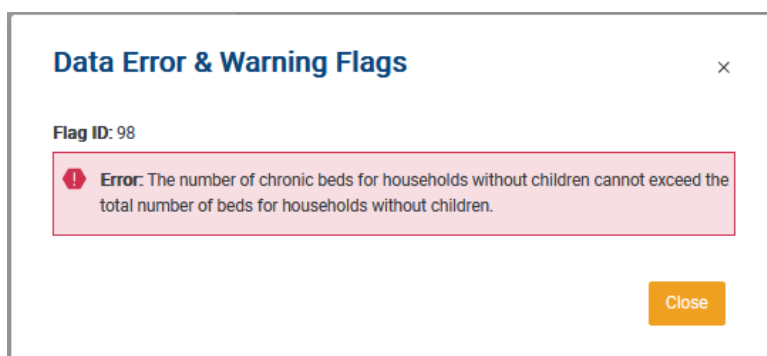 Data Error & Warning Flags
×
Flag ID: 98
Error: The number of chronic beds for households without children cannot exceed the
total number of beds for households without children.
Close